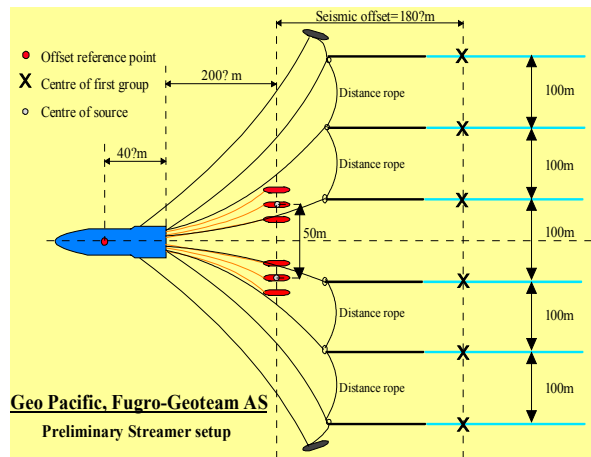 Seismic offset=180?m
Offset reference point
X Centre of first group
Centre of source
200? m
40?m
Distance rope
100m
Distance rope
100m
100m
50m
100m
100m
Distance rope
100m
Distance rope
Geo Pacific, Fugro-Geoteam AS
Preliminary Streamer setup